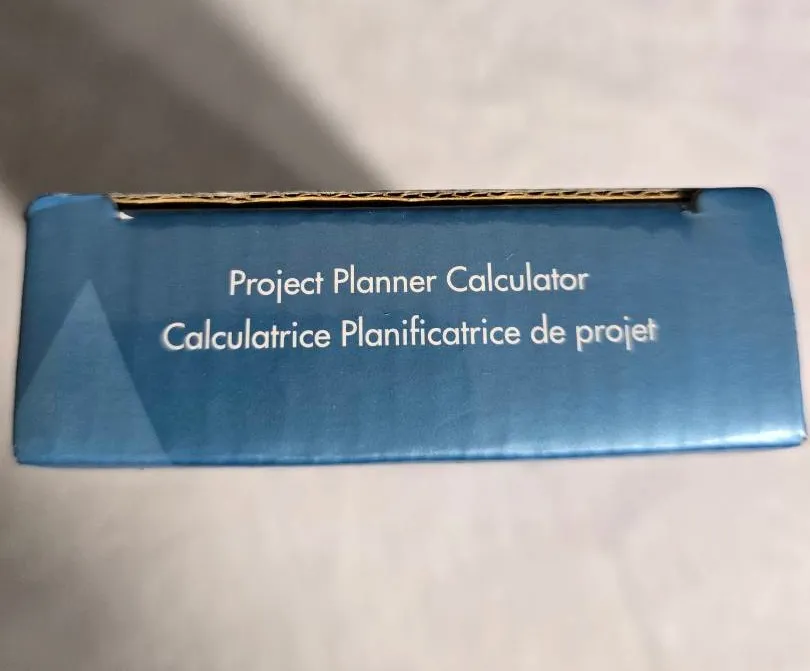 Project Planner Calculator
Calculatrice Planificatrice de projet